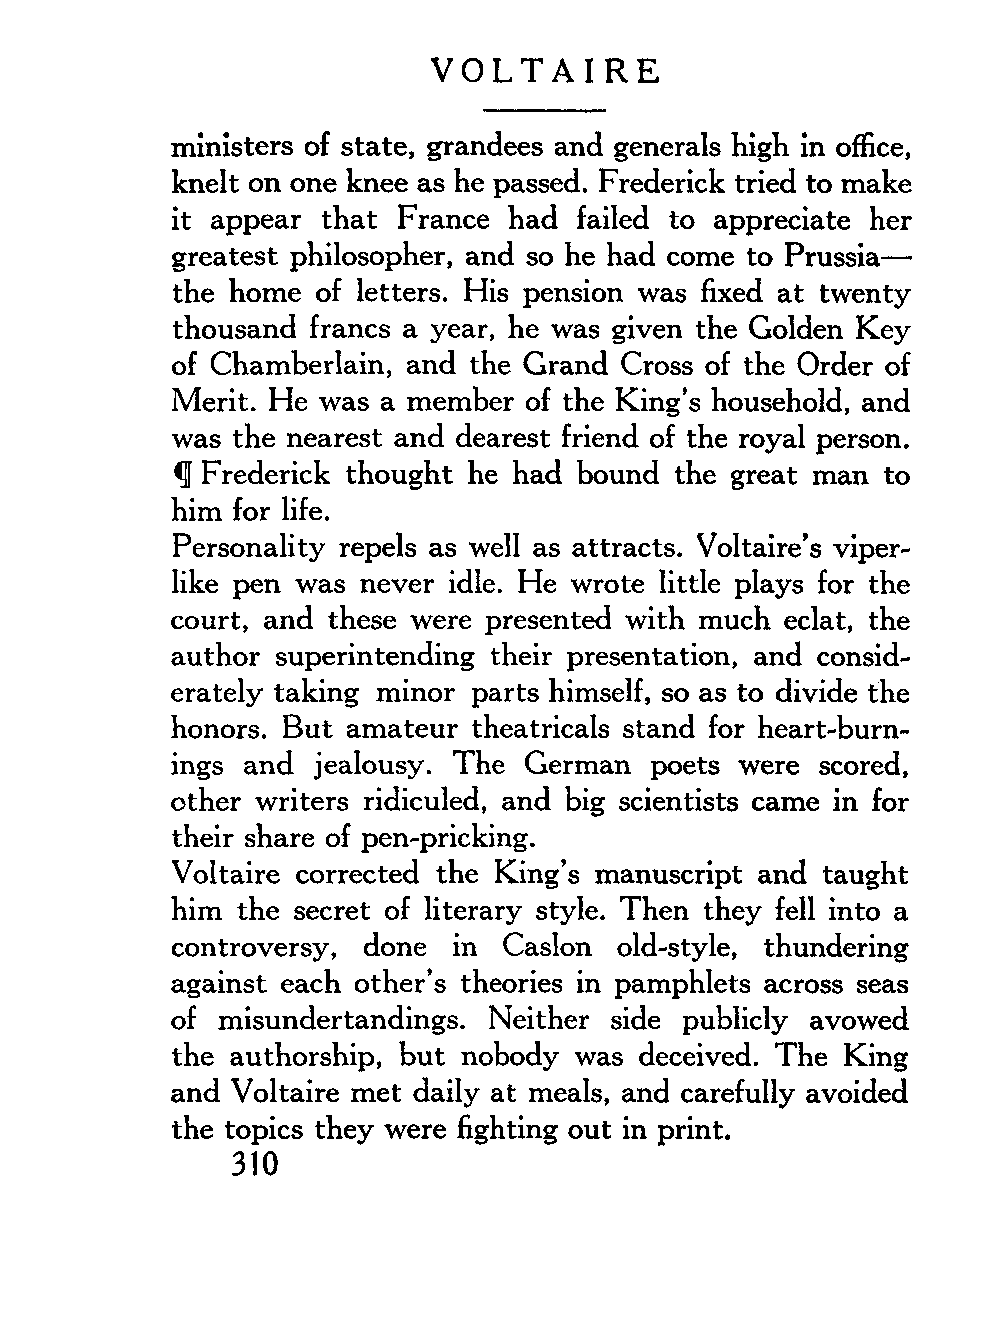 VOLTAIRE
ministers of state, grandees and generals high in office,
knelt on one knee as he passed. Frederick tried to make
it appear that France had failed to appreciate her
greatest philosopher, and so he had come to Prussia—
the home of letters. His pension was fixed at twenty
thousand francs a year, he was given the Golden Key
of Chamberlain, and the Grand Cross of the Order of
Merit. He was a member of the King's household, and
was the nearest and dearest friend of the royal person.
¶ Frederick thought he had bound the great man to
him for life.
Personality repels as well as attracts. Voltaire's viper-
like pen was never idle. He wrote little plays for the
court, and these were presented with much eclat, the
author superintending their presentation, and consid-
erately taking minor parts himself, so as to divide the
honors. But amateur theatricals stand for heart-burn-
ings and jealousy. The German poets were scored,
other writers ridiculed, and big scientists came in for
their share of pen-pricking.
Voltaire corrected the King's manuscript and taught
him the secret of literary style. Then they fell into a
controversy, done in Caslon old-style, thundering
against each other's theories in pamphlets across seas
of misundertandings. Neither side publicly avowed
the authorship, but nobody was deceived. The King
and Voltaire met daily at meals, and carefully avoided
the topics they were fighting out in print.
310